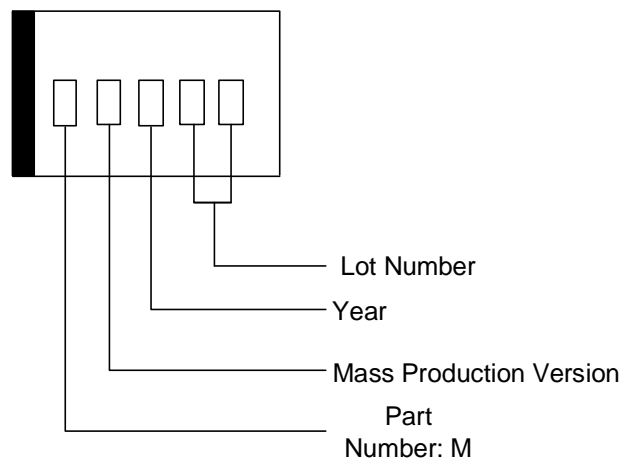 Lot Number
Year
Mass Production Version
Part
Number: M